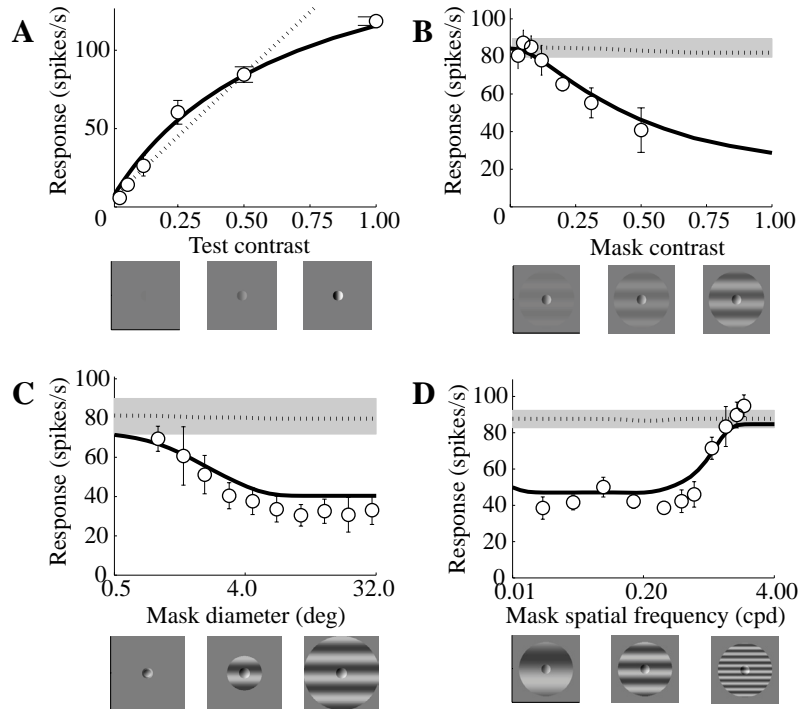 A
Response (spikes/s)
100
50
0
0.25
0.50
0.75
1.00
Test contrast
B
Response (spikes/s)
100
80
60
40
20
0
0.25
0.50
0.75
1.00
Mask contrast
C
Response (spikes/s)
100
80
60
40
20
0
0.5
4.0
32.0
Mask diameter (deg)
D
Response (spikes/s)
100
80
60
40
20
0
0.01
0.20
4.00
Mask spatial frequency (cpd)